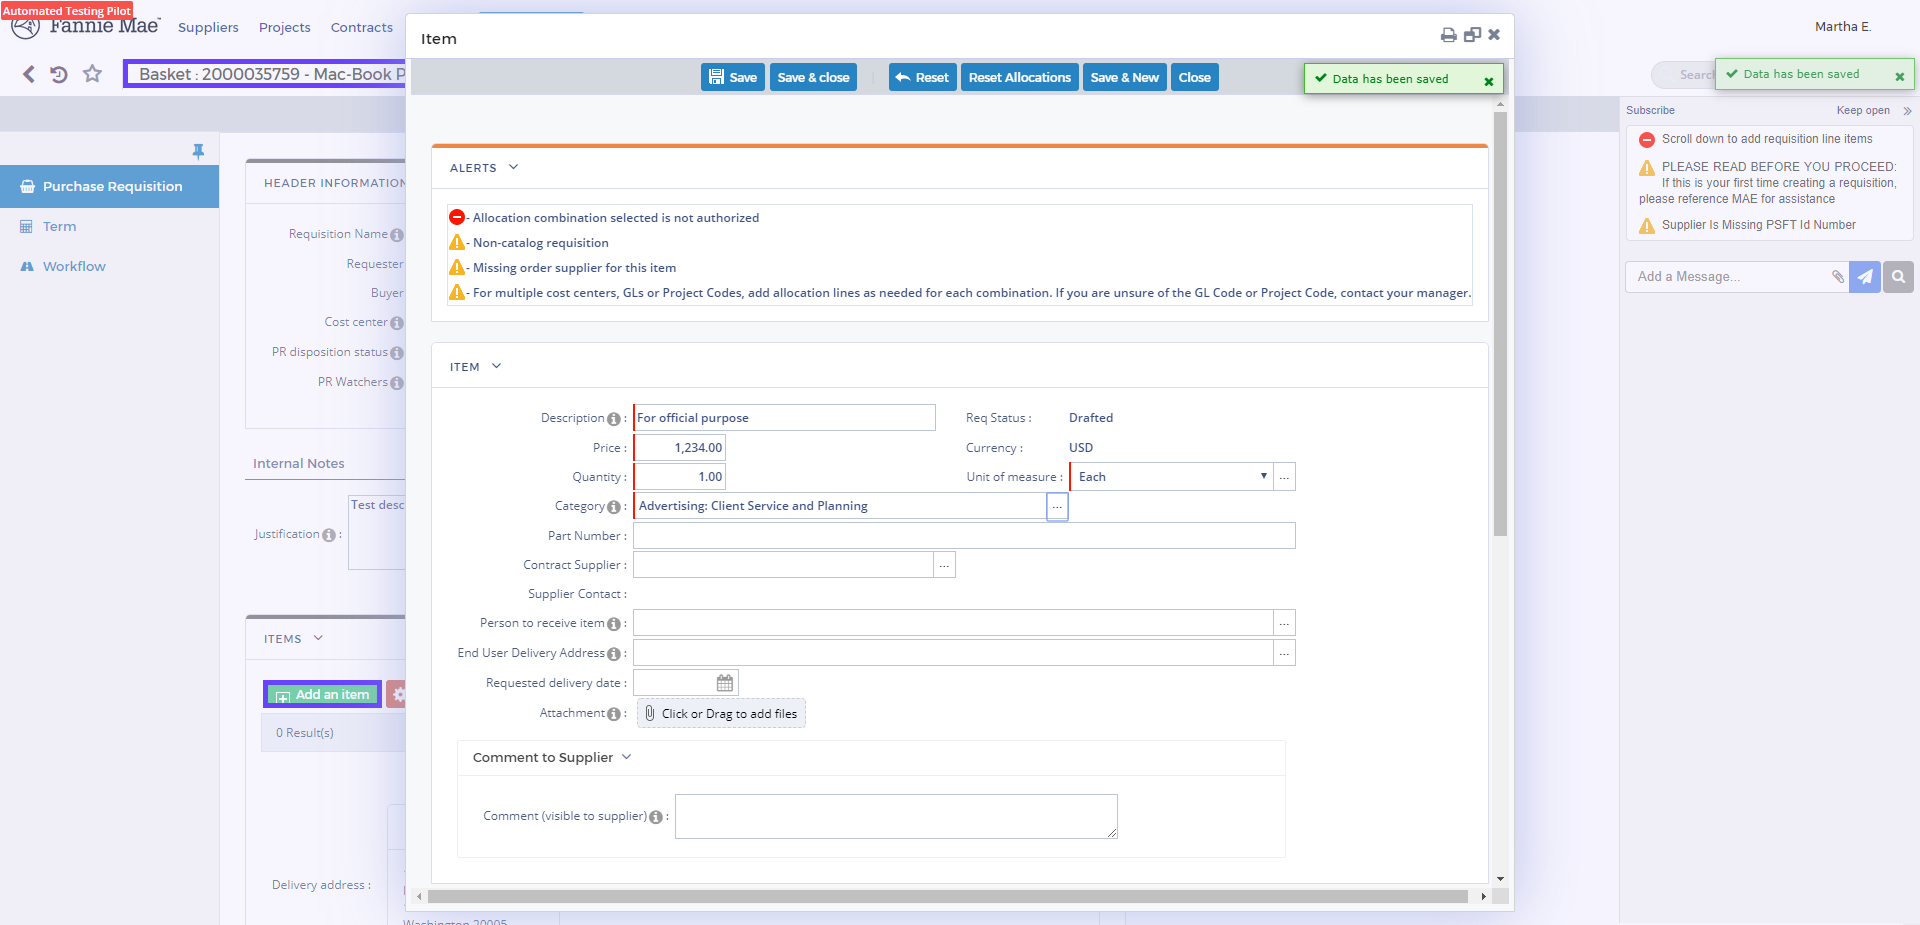 Automated Testing Pilot
Fannie Mae
Suppliers
Projects
Contracts
Martha E.
Basket : 2000035759 - Mac-Book P
Search
Data has been saved
Subscribe
Keep open
Scroll down to add requisition line items
PLEASE READ BEFORE YOU PROCEED:
If this is your first time creating a requisition,
please reference MAE for assistance
Supplier Is Missing PSFT Id Number
Add a Message...
Purchase Requisition
Term
Workflow
HEADER INFORMATION
Requisition Name
Requester
Buyer
Cost center
PR disposition status
PR Watchers
Internal Notes
Justification :
Test desc
ITEMS
Add an item
0 Result(s)
Delivery address :
Washington 20005
Item
Save
Save & close
Reset
Reset Allocations
Save & New
Close
Data has been saved
ALERTS
- Allocation combination selected is not authorized
- Non-catalog requisition
- Missing order supplier for this item
- For multiple cost centers, GLs or Project Codes, add allocation lines as needed for each combination. If you are unsure of the GL Code or Project Code, contact your manager.
ITEM
Description : For official purpose
Req Status : Drafted
Price : 1,234.00
Currency : USD
Quantity : 1.00
Unit of measure : Each ...
Category : Advertising: Client Service and Planning ...
Part Number :
Contract Supplier : ...
Supplier Contact :
Person to receive item : ...
End User Delivery Address : ...
Requested delivery date :
Attachment : Click or Drag to add files
Comment to Supplier
Comment (visible to supplier) :